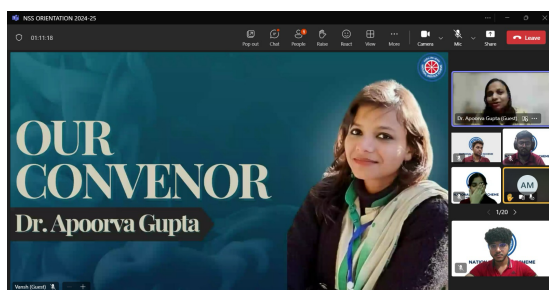 NSS ORIENTATION 2024-25
01:11:18
Pop out
Chat
People
Raise
React
View
More
Camera
Mic
Share
Leave
OUR
CONVENOR
Dr. Apoorva Gupta
Dr. Apoorva Gupta (Guest)
AM
1/20
Vansh (Guest)